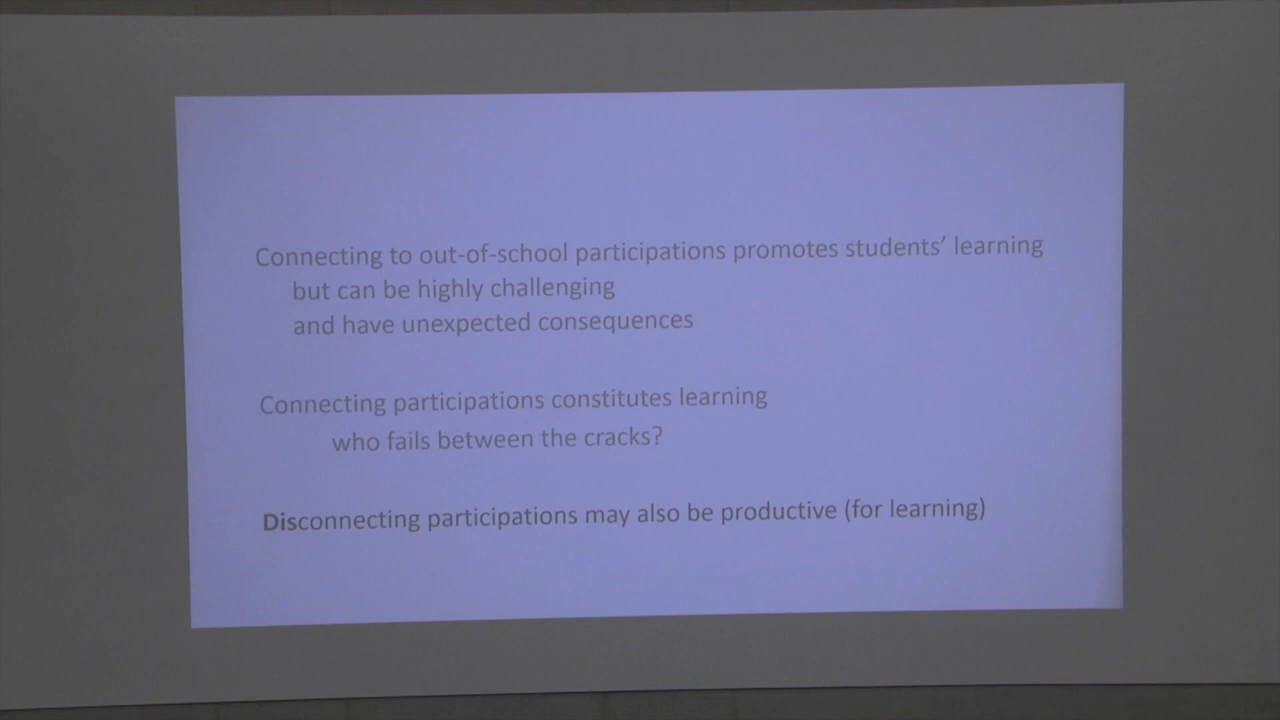 Connecting to out-of-school participations promotes students’ learning
but can be highly challenging
and have unexpected consequences
Connecting participations constitutes learning
who fails between the cracks?
Disconnecting participations may also be productive (for learning)